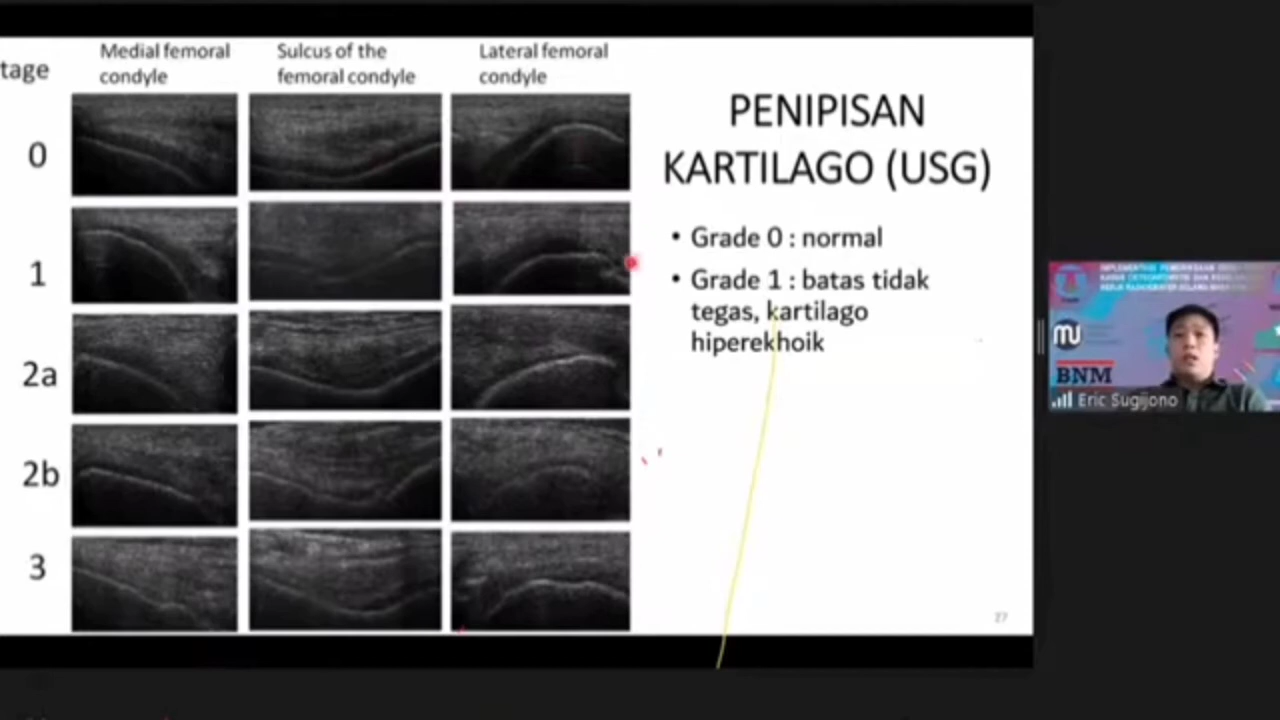 tage
Medial femoral
condyle
Sulcus of the
femoral condyle
Lateral femoral
condyle
0
1
2a
2b
3
PENIPISAN
KARTILAGO (USG)
• Grade 0 : normal
• Grade 1 : batas tidak
tegas, kartilago
hiperekhoik
27
BNM
Eric Sugijono